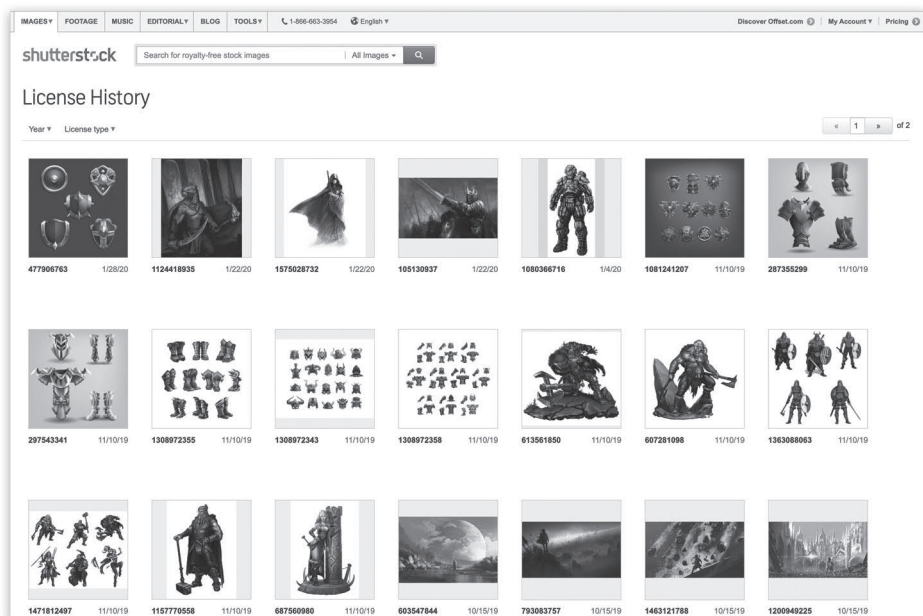 IMAGES▼ FOOTAGE MUSIC EDITORIAL▼ BLOG TOOLS▼ 1-866-663-3954 English ▼ Discover Offset.com My Account ▼ Pricing
shutterstock Search for royalty-free stock images All Images
License History
Year ▼ License type ▼ « 1 » of 2
477906763 1/28/20 1124418935 1/22/20 1575028732 1/22/20 105130937 1/22/20 1080366716 1/4/20 1081241207 11/10/19 287355299 11/10/19
297543341 11/10/19 1308972355 11/10/19 1308972343 11/10/19 1308972358 11/10/19 613561850 11/10/19 607281098 11/10/19 1363088063 11/10/19
1471812497 11/10/19 1157770558 11/10/19 687560980 11/10/19 603547844 10/15/19 793083757 10/15/19 1463121788 10/15/19 1200949225 10/15/19